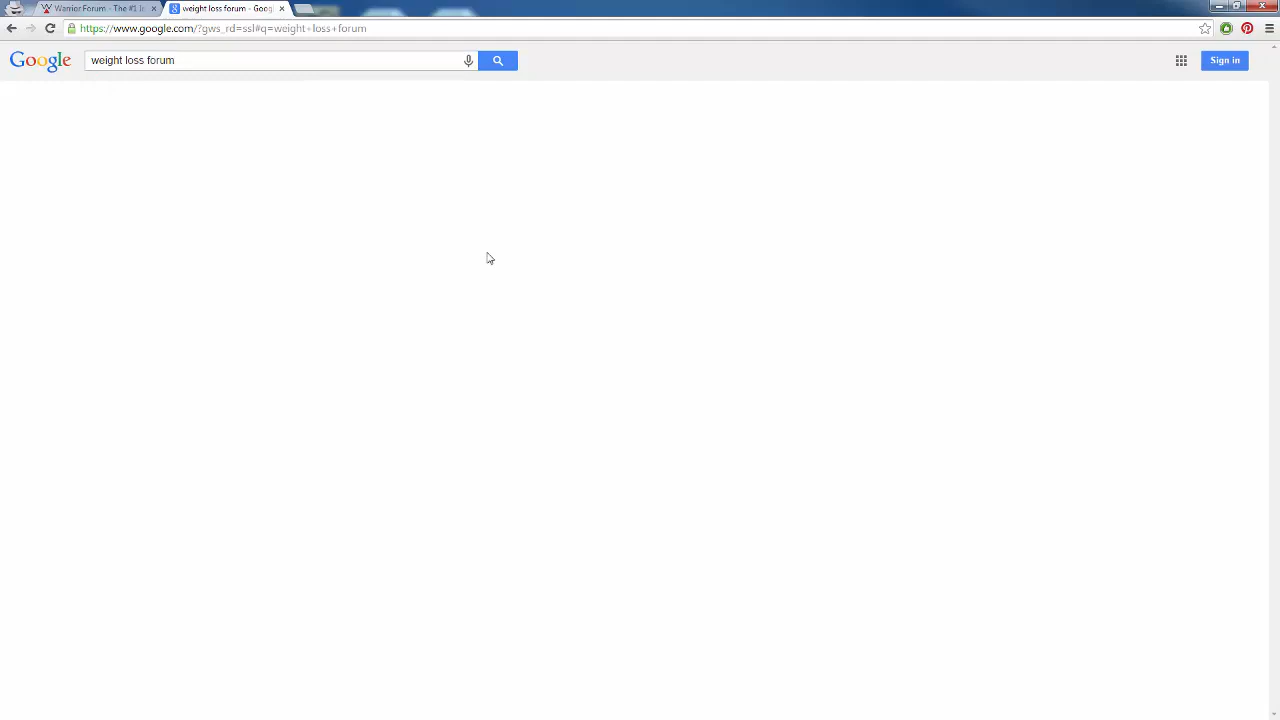 Warrior Forum - The #1 I
weight loss forum - Goog
https://www.google.com/?gws_rd=ssl#q=weight+loss+forum
Google
weight loss forum
Sign in